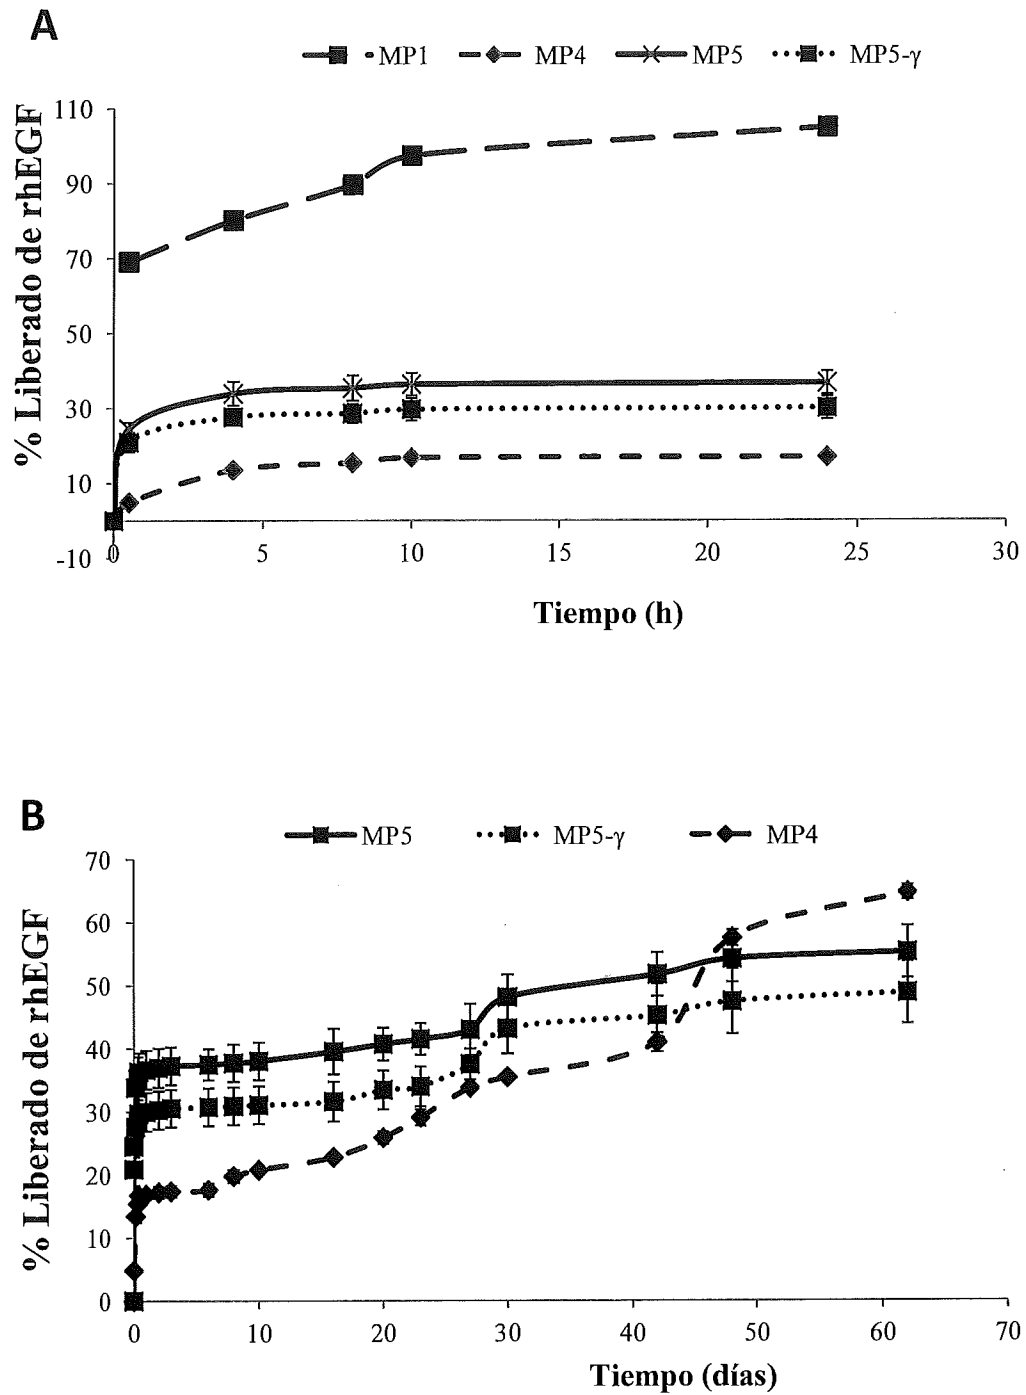 A
MP1 MP4 MP5 MP5-γ
% Liberado de rhEGF
110
90
70
50
30
10
-10
0 5 10 15 20 25 30
Tiempo (h)
B
MP5 MP5-γ MP4
% Liberado de rhEGF
70
60
50
40
30
20
10
0
0 10 20 30 40 50 60 70
Tiempo (días)